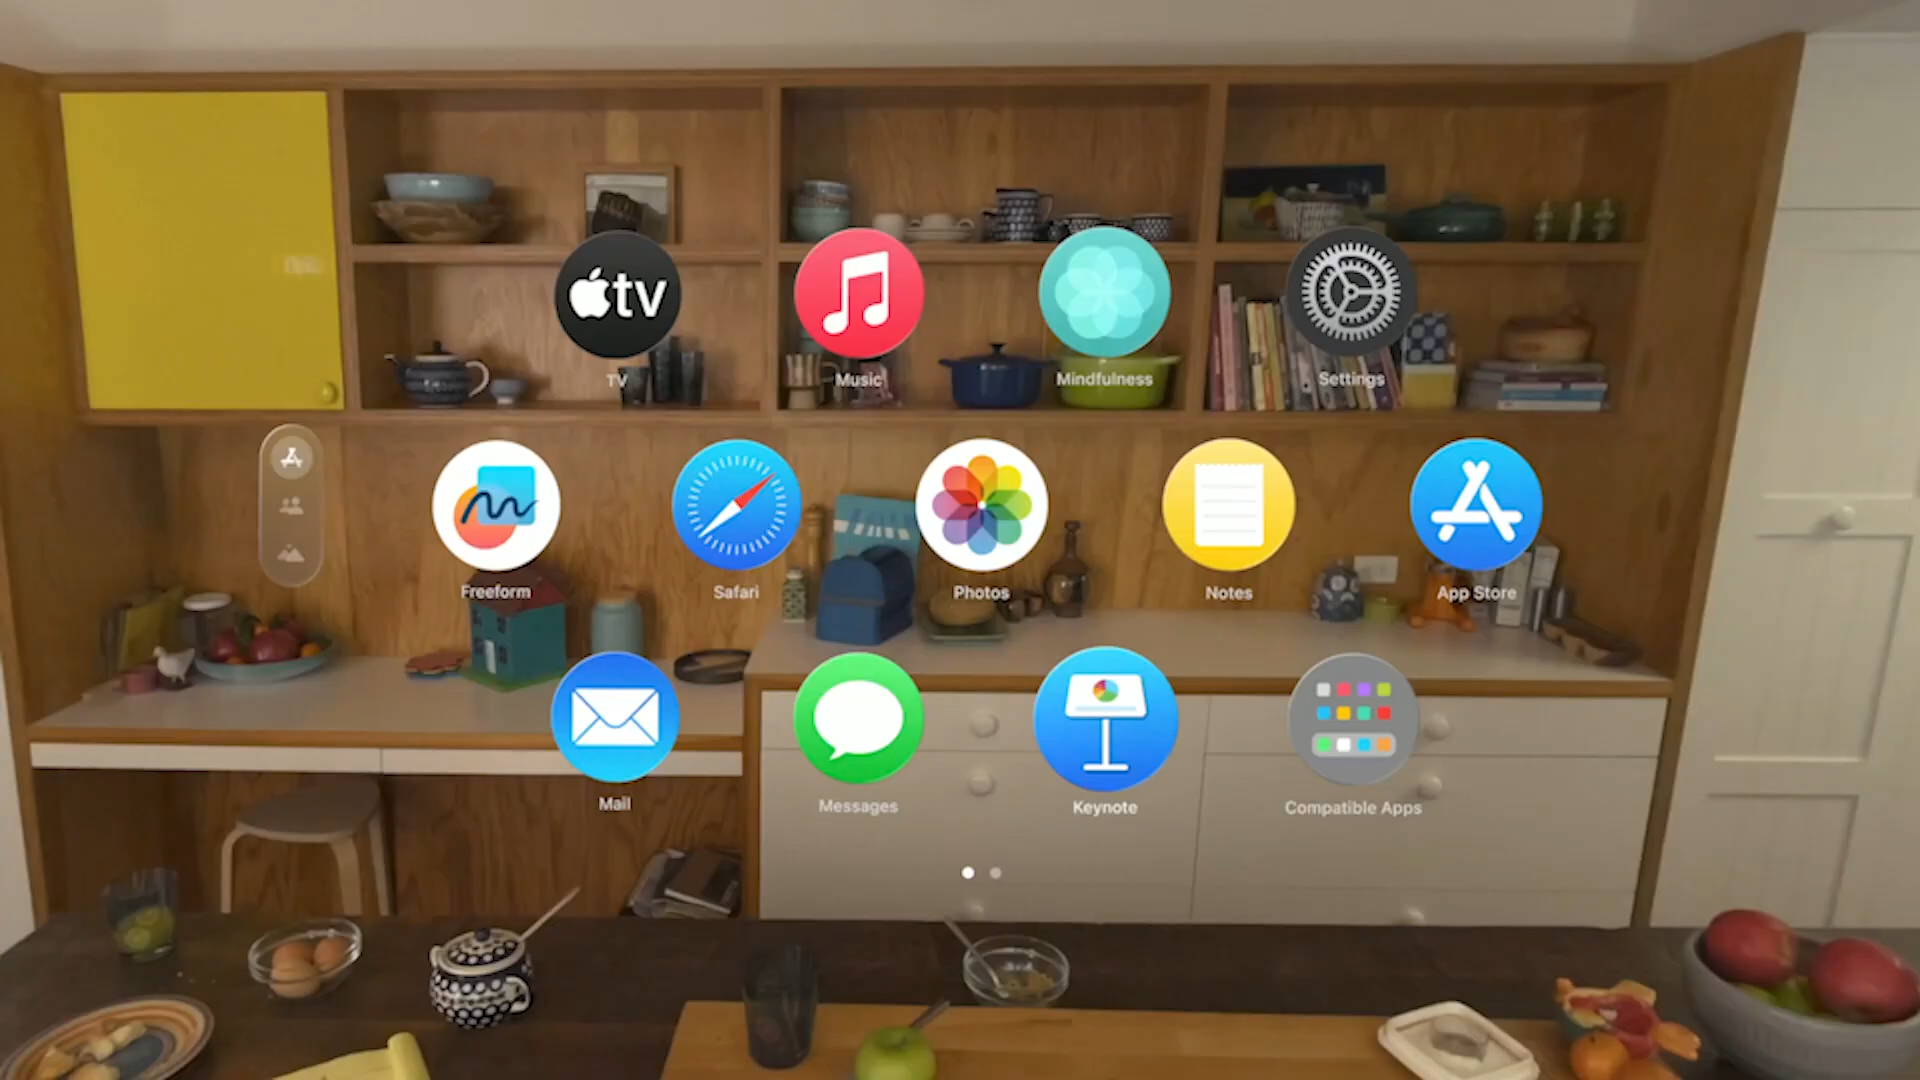 tv
TV
Music
Mindfulness
Settings
Freeform
Safari
Photos
Notes
App Store
Mail
Messages
Keynote
Compatible Apps